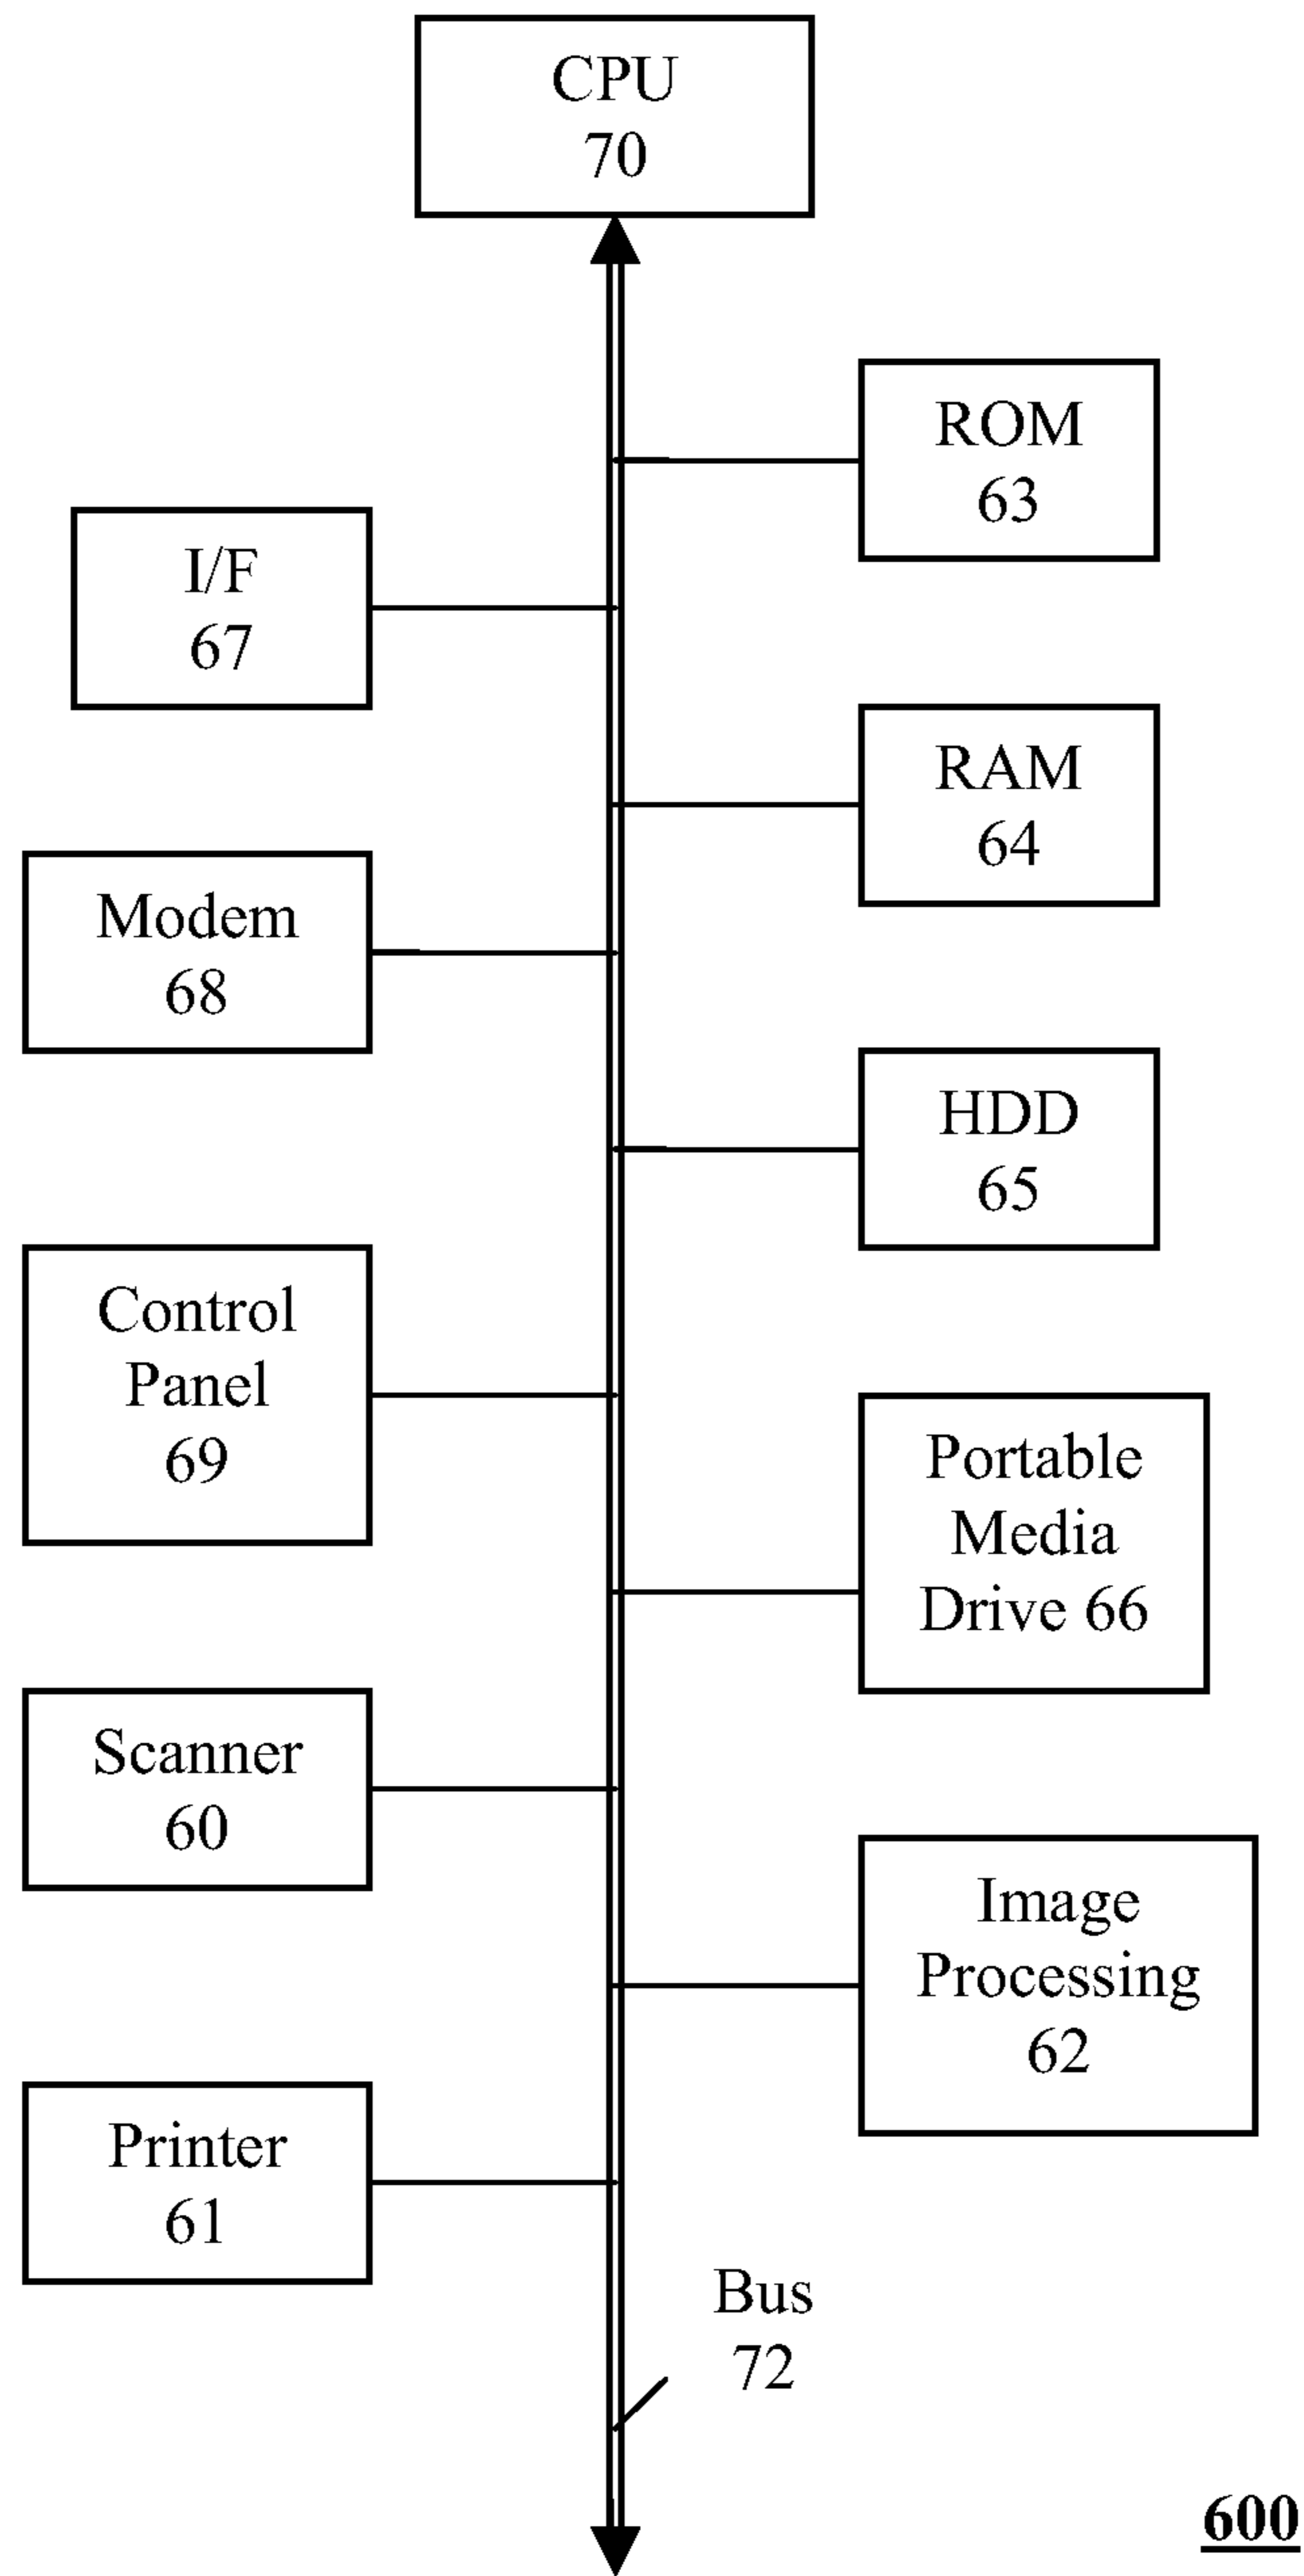 CPU
70
ROM
63
I/F
67
RAM
64
Modem
68
HDD
65
Control
Panel
69
Portable
Media
Drive 66
Scanner
60
Image
Processing
62
Printer
61
Bus
72
600